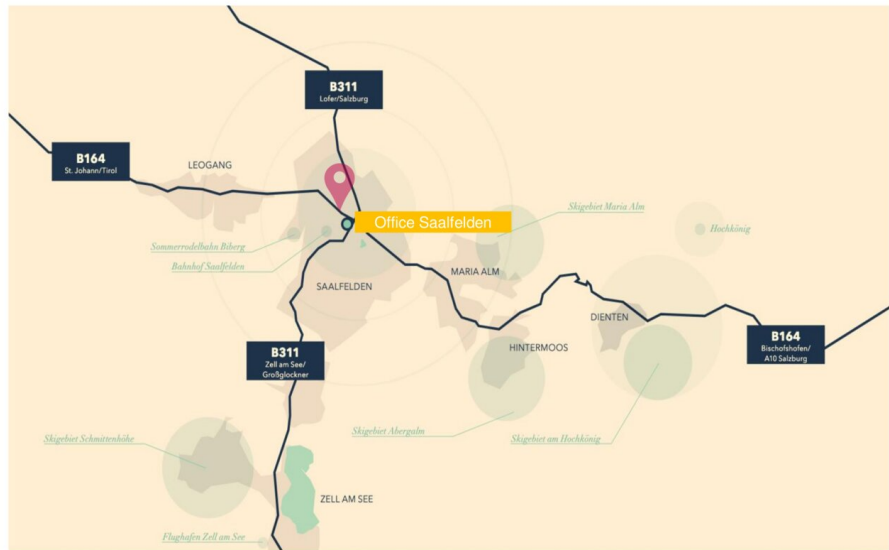 B311
Lofer/Salzburg
B164
St. Johann/Tirol
LEOGANG
Skigebiet Maria Alm
Office Saalfelden
Hochkönig
Sommerrodelbahn Biberg
Bahnhof Saalfelden
MARIA ALM
SAALFELDEN
DIENTEN
B164
Bischofshofen/
A10 Salzburg
HINTERMOOS
B311
Zell am See/
Großglockner
Skigebiet Abergalm
Skigebiet Schmittenhöhe
Skigebiet am Hochkönig
ZELL AM SEE
Flughafen Zell am See